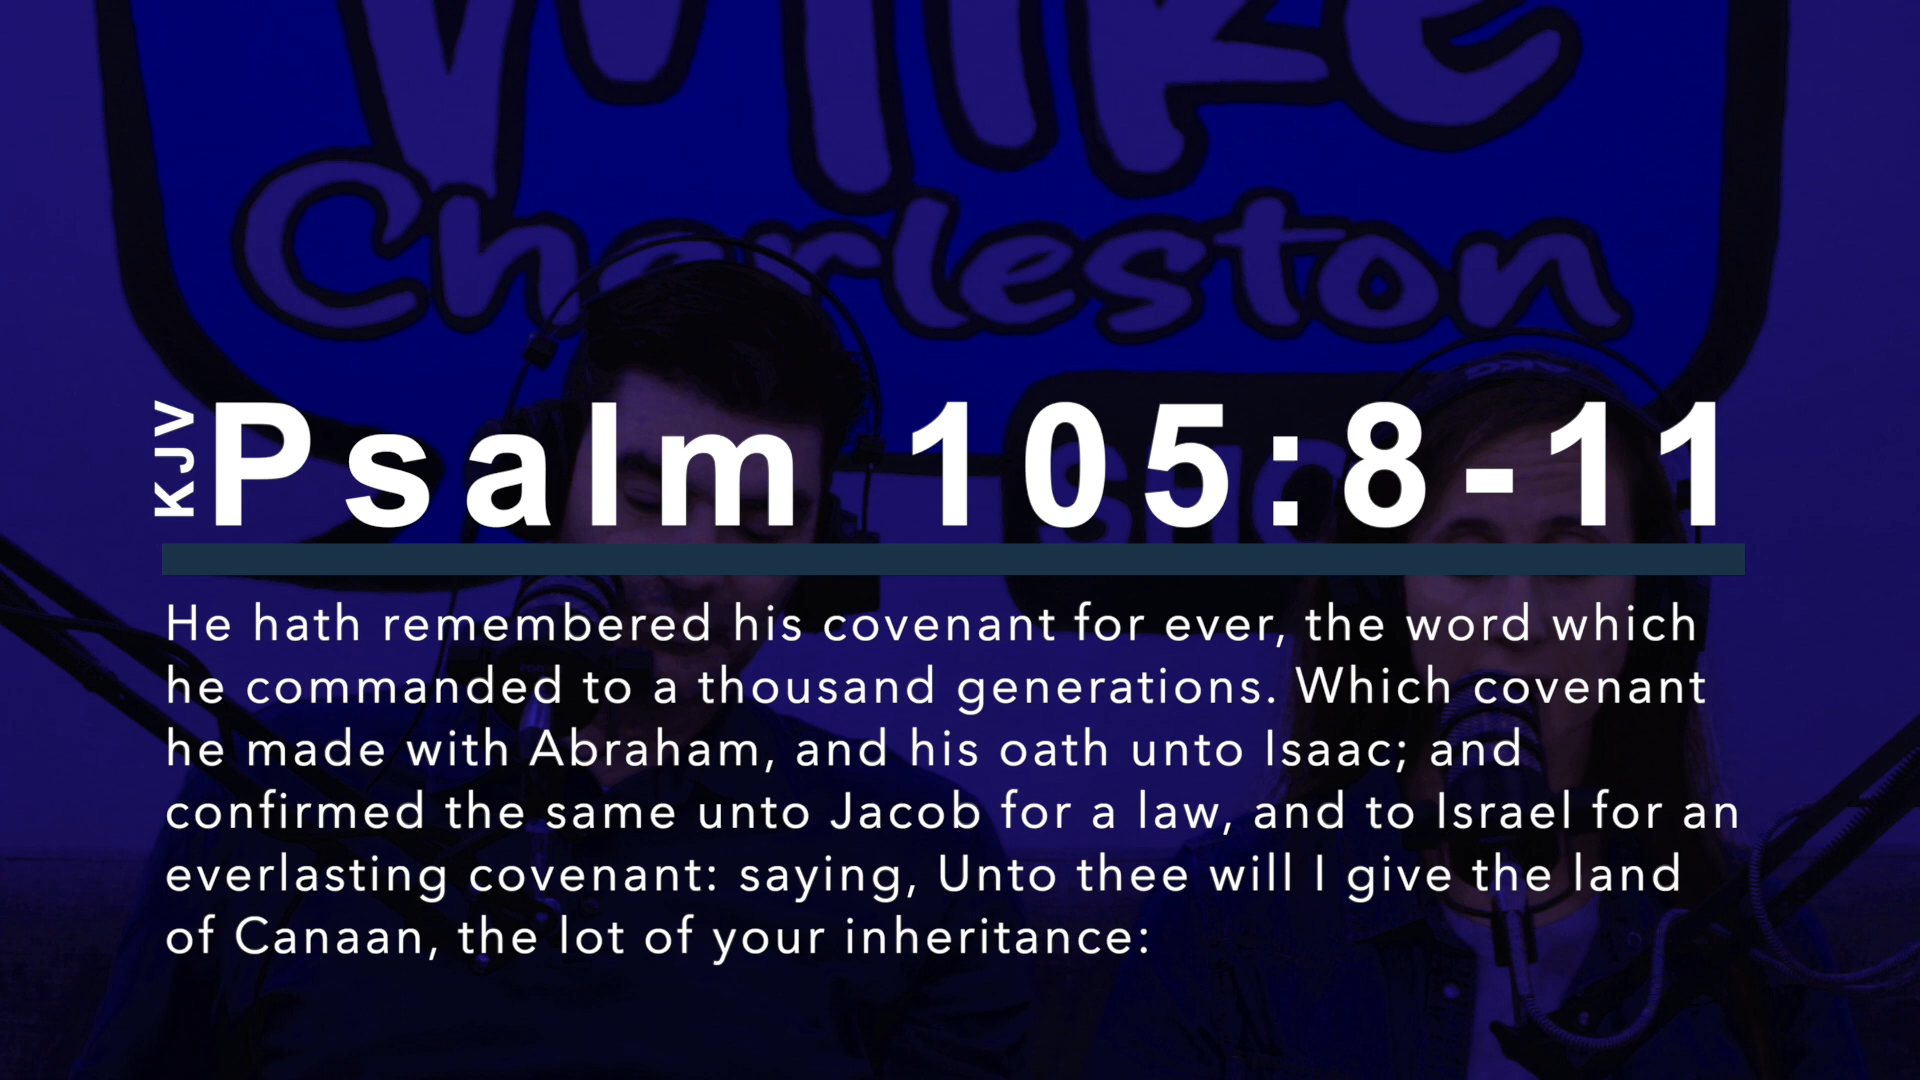 MIKE
Charleston
KJV
Psalm 105:8-11
He hath remembered his covenant for ever, the word which
he commanded to a thousand generations. Which covenant
he made with Abraham, and his oath unto Isaac; and
confirmed the same unto Jacob for a law, and to Israel for an
everlasting covenant: saying, Unto thee will I give the land
of Canaan, the lot of your inheritance: